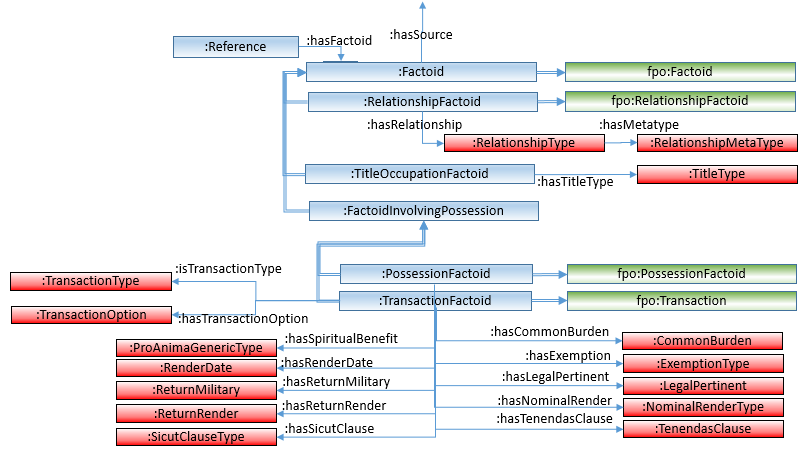 :hasSource
:Reference
:hasFactoid
:Factoid
fpo:Factoid
:RelationshipFactoid
fpo:RelationshipFactoid
:hasRelationship
:hasMetatype
:RelationshipType
:RelationshipMetaType
:TitleOccupationFactoid
:hasTitleType
:TitleType
:FactoidInvolvingPossession
:isTransactionType
:PossessionFactoid
fpo:PossessionFactoid
:TransactionType
:TransactionFactoid
fpo:Transaction
:TransactionOption
:hasTransactionOption
:hasSpiritualBenefit
:hasCommonBurden
:ProAnimaGenericType
:CommonBurden
:hasRenderDate
:hasExemption
:RenderDate
:ExemptionType
:hasReturnMilitary
:hasLegalPertinent
:ReturnMilitary
:LegalPertinent
:hasReturnRender
:hasNominalRender
:ReturnRender
:NominalRenderType
:hasSicutClause
:hasTenendasClause
:SicutClauseType
:TenendasClause